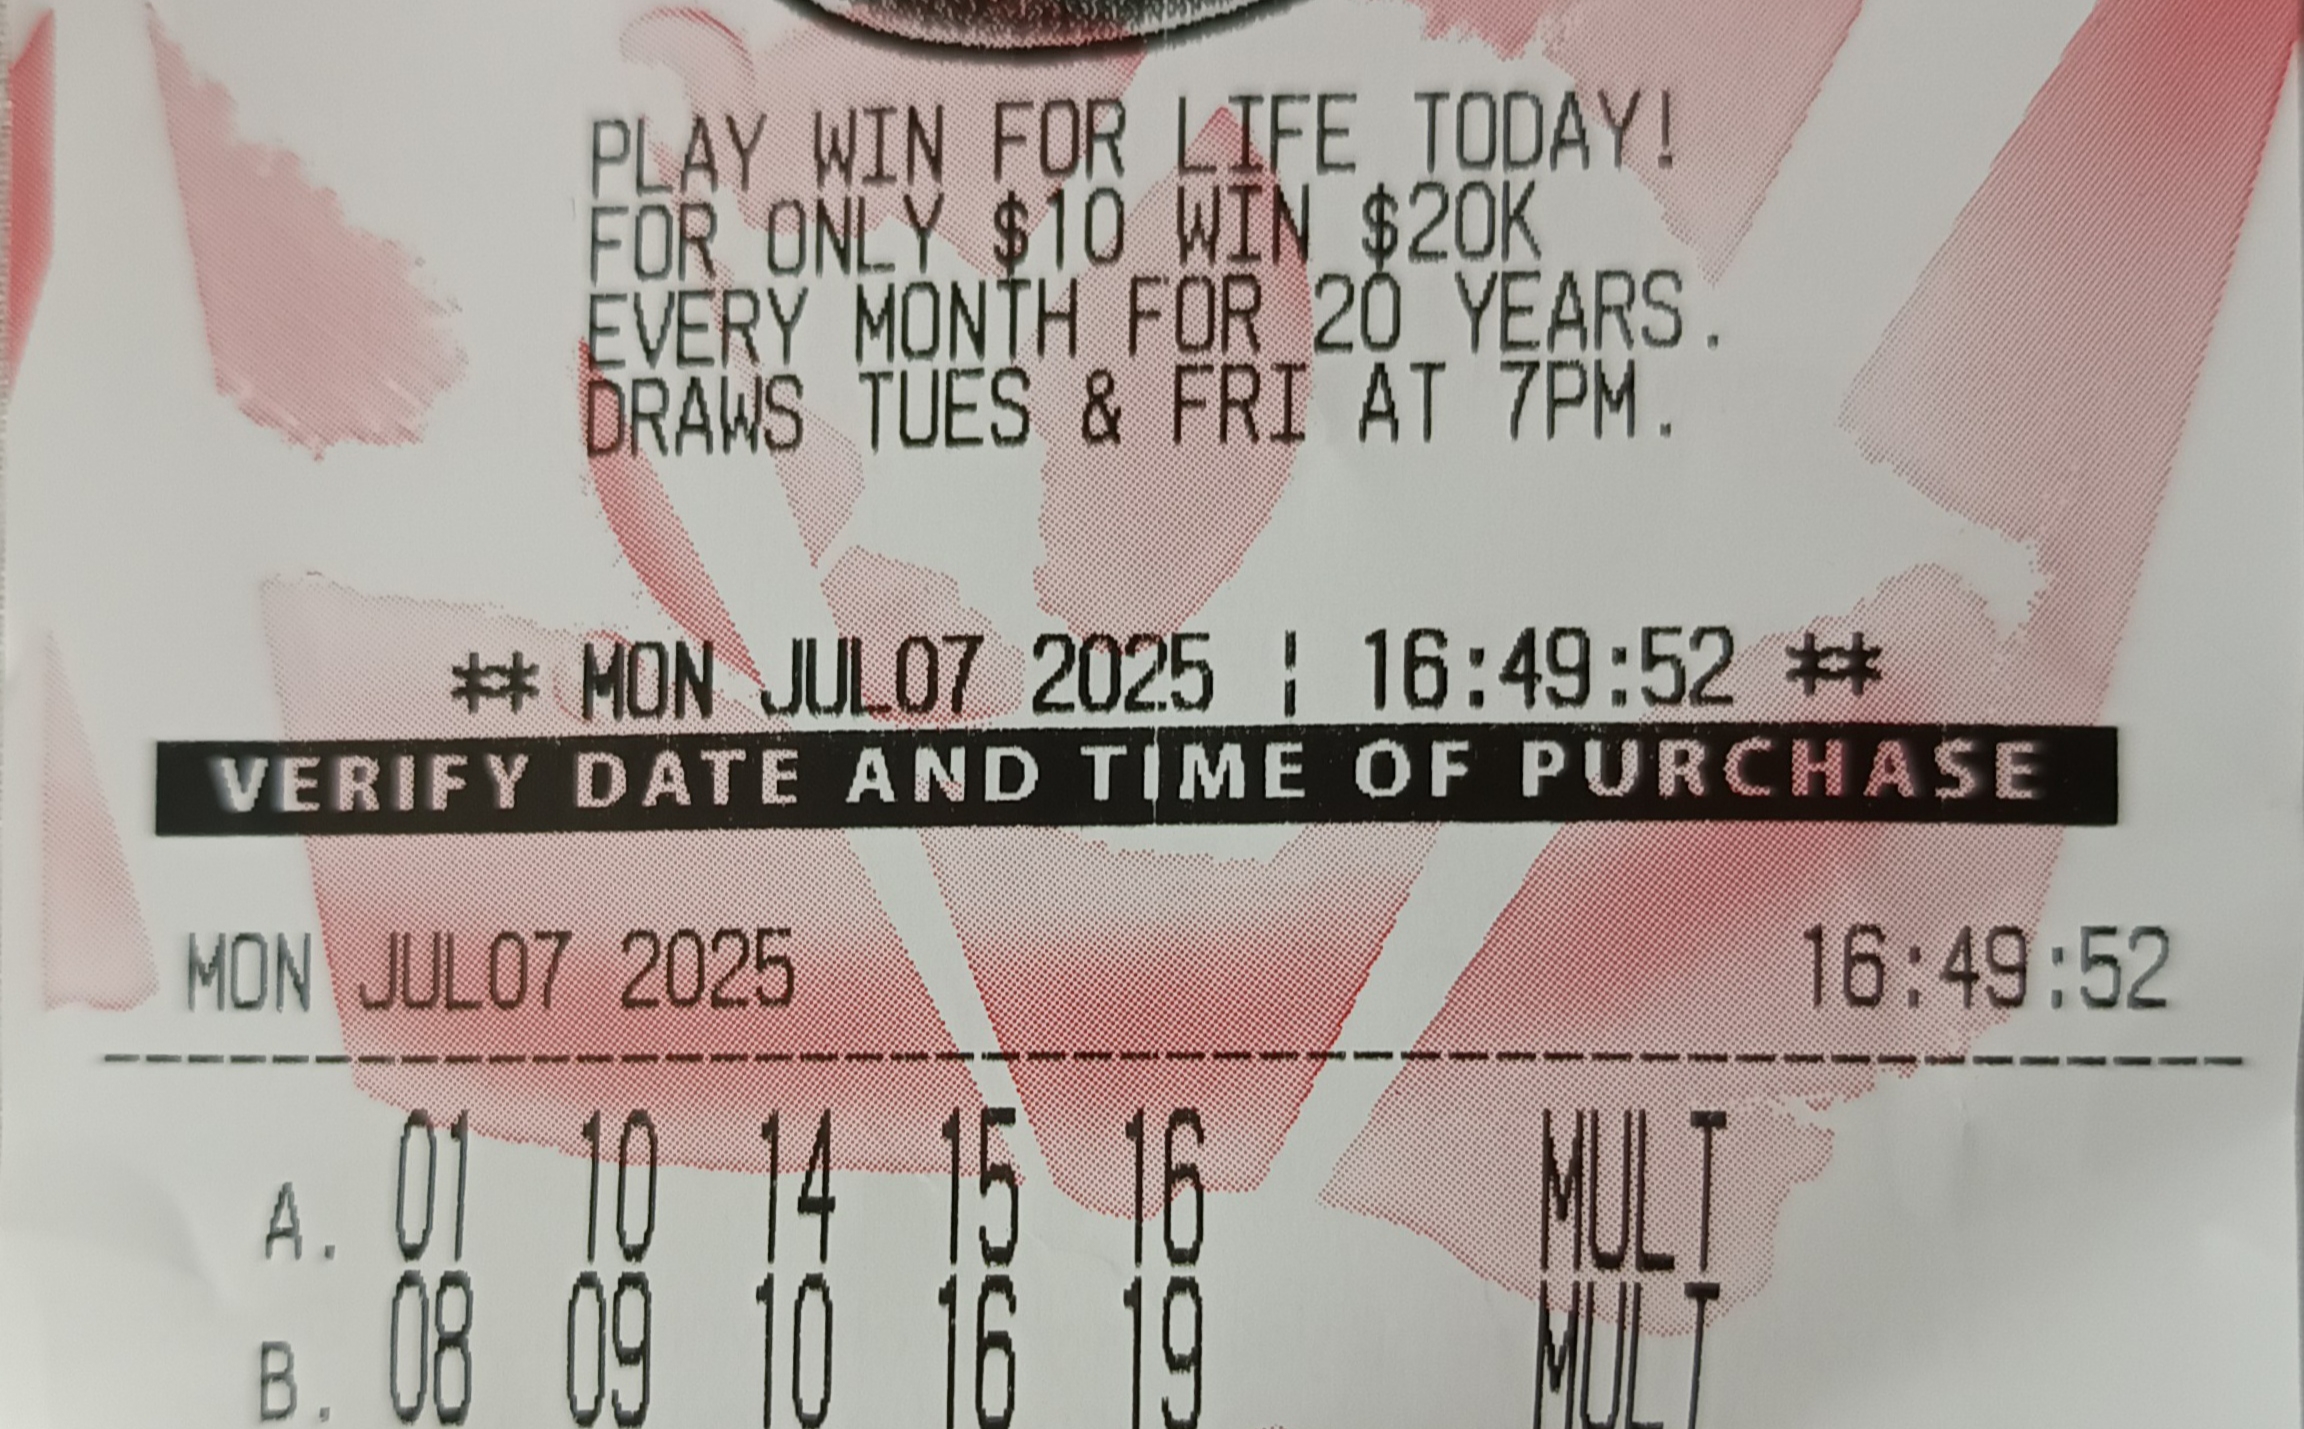 PLAY WIN FOR LIFE TODAY!
FOR ONLY $10 WIN $20K
EVERY MONTH FOR 20 YEARS.
DRAWS TUES & FRI AT 7PM.
** MON JUL07 2025 ¦ 16:49:52 **
VERIFY DATE AND TIME OF PURCHASE
MON JUL07 2025 16:49:52
A. 01 10 14 15 16 MULT
B. 08 09 10 16 19 MULT